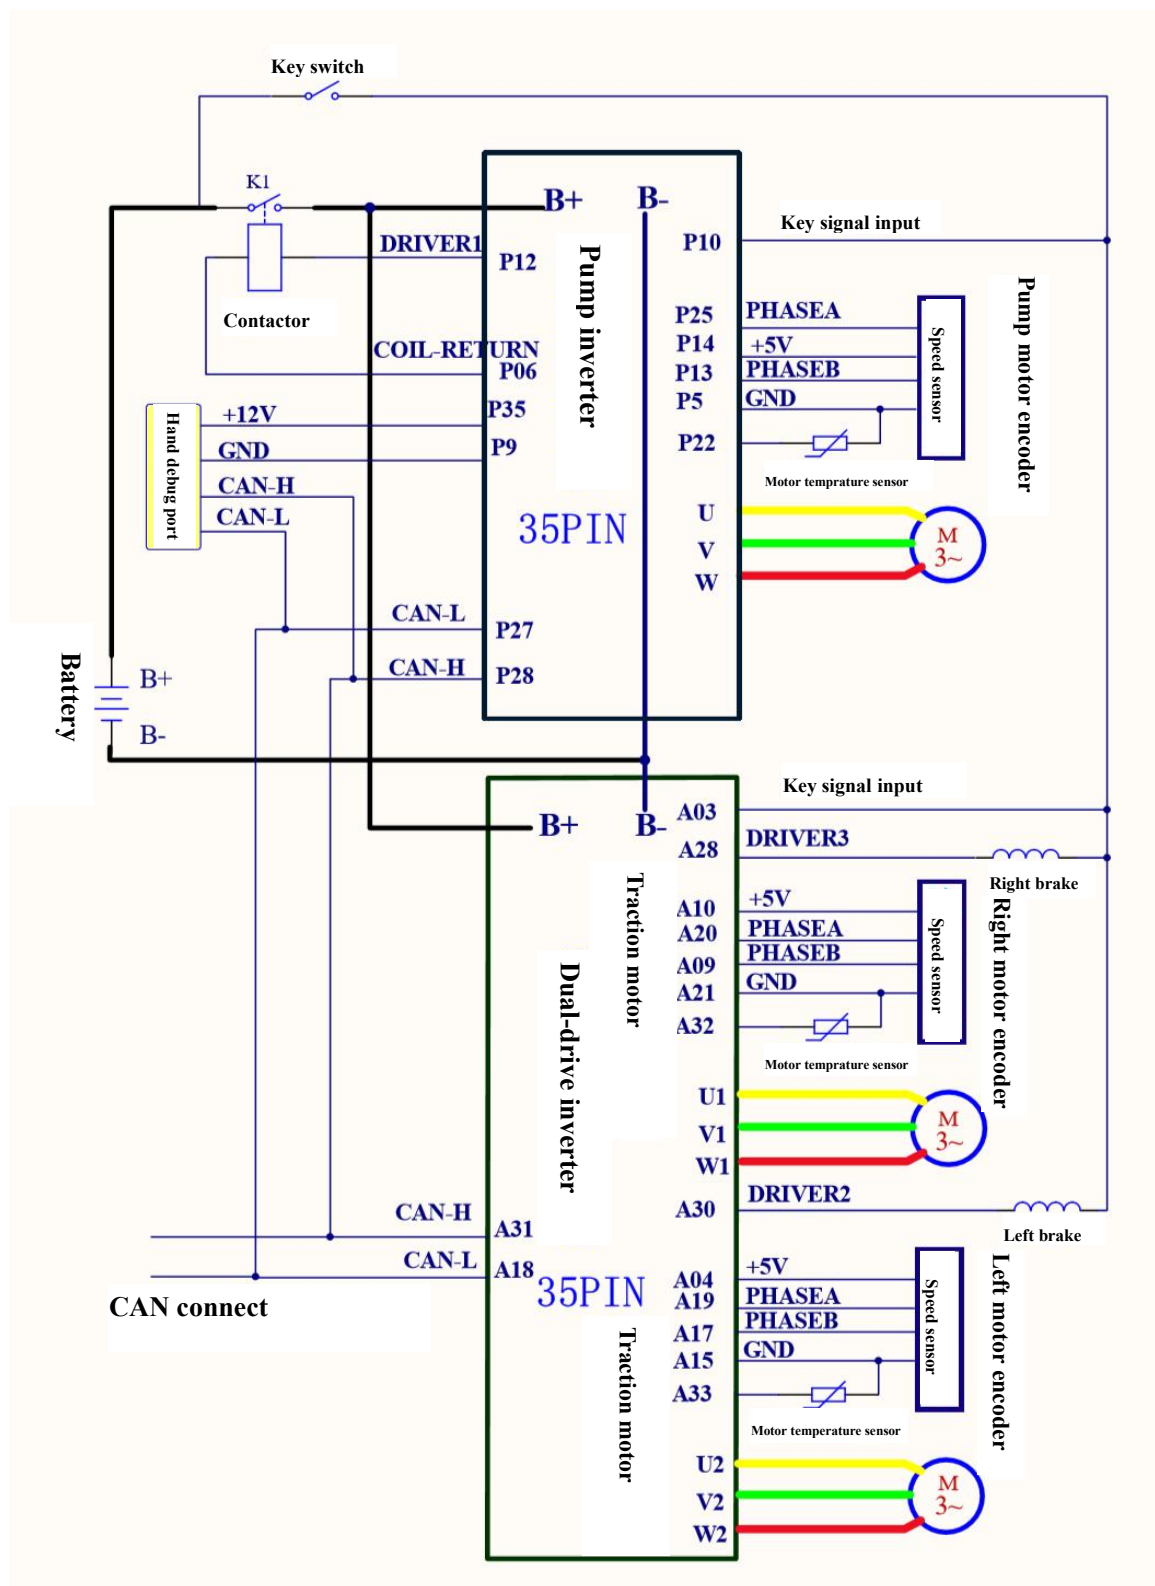 Key switch
K1
B+
B-
Key signal input
P10
DRIVER1
P12
Contactor
COIL-RETURN
P06
Pump inverter
35PIN
P25
PHASEA
P14
+5V
P13
PHASEB
P5
GND
P22
Motor temprature sensor
Speed sensor
Pump motor encoder
Hand debug port
+12V
P35
GND
P9
CAN-H
CAN-L
U
V
W
M
3~
CAN-L
P27
CAN-H
P28
Battery
B+
B-
Key signal input
B+
B-
A03
A28
DRIVER3
Right brake
Traction motor
Dual-drive inverter
A10
+5V
A20
PHASEA
A09
PHASEB
A21
GND
A32
Motor temprature sensor
Speed sensor
Right motor encoder
U1
V1
W1
M
3~
A30
DRIVER2
Left brake
CAN-H
A31
CAN-L
A18
CAN connect
35PIN
Traction motor
A04
+5V
A19
PHASEA
A17
PHASEB
A15
GND
A33
Motor temperature sensor
Speed sensor
Left motor encoder
U2
V2
W2
M
3~